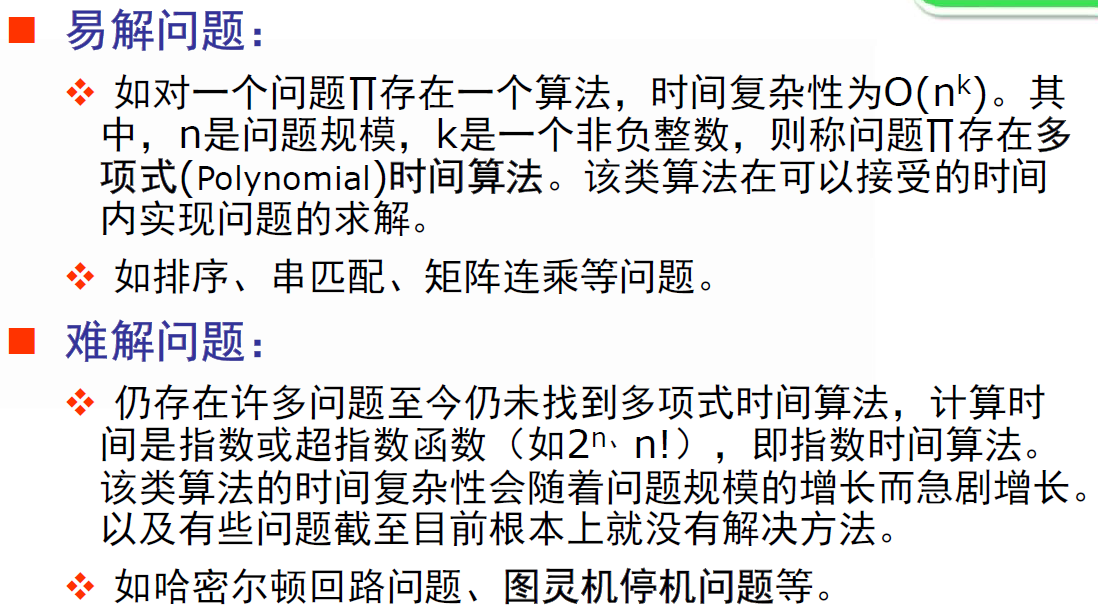 易解问题：
如对一个问题∏存在一个算法，时间复杂性为O(nᵏ)。其
中，n是问题规模，k是一个非负整数，则称问题∏存在多
项式(Polynomial)时间算法。该类算法在可以接受的时间
内实现问题的求解。
如排序、串匹配、矩阵连乘等问题。
难解问题：
仍存在许多问题至今仍未找到多项式时间算法，计算时
间是指数或超指数函数（如2ⁿ、n!），即指数时间算法。
该类算法的时间复杂性会随着问题规模的增长而急剧增长。
以及有些问题截至目前根本上就没有解决方法。
如哈密尔顿回路问题、图灵机停机问题等。